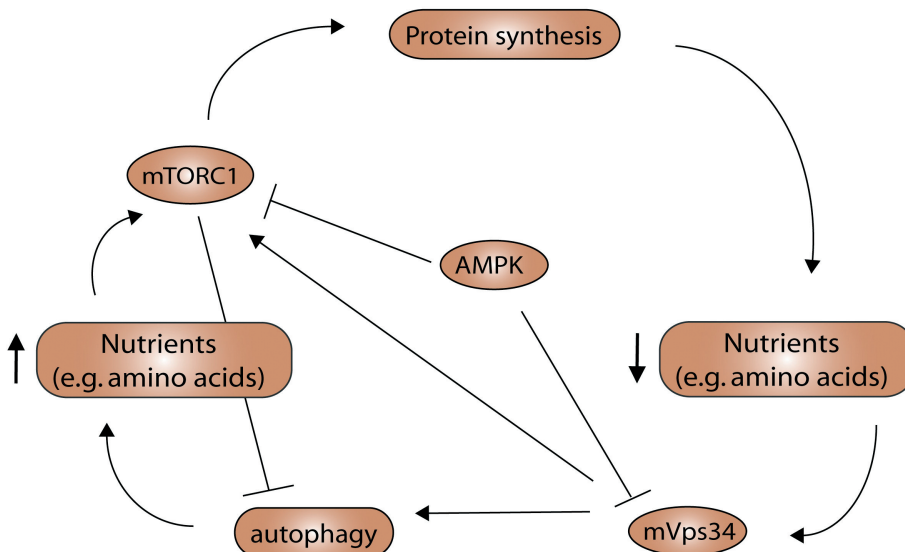 Protein synthesis
mTORC1
AMPK
Nutrients
(e.g. amino acids)
Nutrients
(e.g. amino acids)
autophagy
mVps34